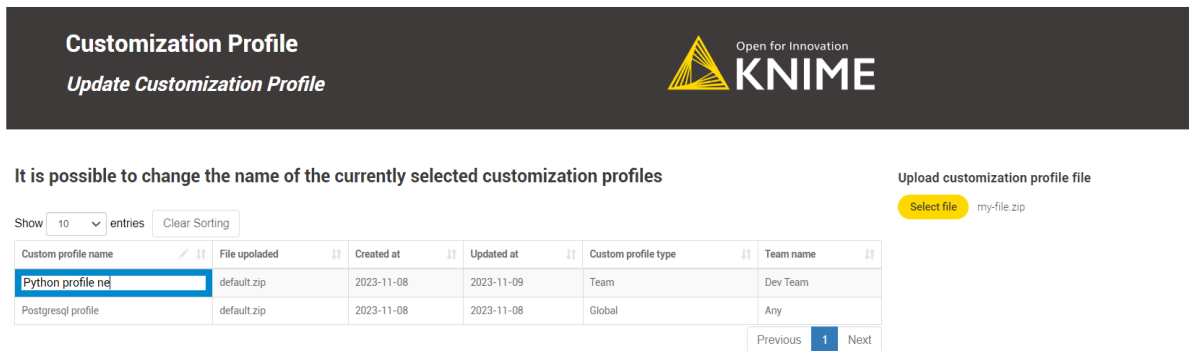 Customization Profile
Update Customization Profile
Open for Innovation
KNIME
It is possible to change the name of the currently selected customization profiles
Upload customization profile file
Select file my-file.zip
Show 10 entries Clear Sorting
Custom profile name File upoladed Created at Updated at Custom profile type Team name
Python profile ne default.zip 2023-11-08 2023-11-09 Team Dev Team
Postgresql profile default.zip 2023-11-08 2023-11-08 Global Any
Previous 1 Next